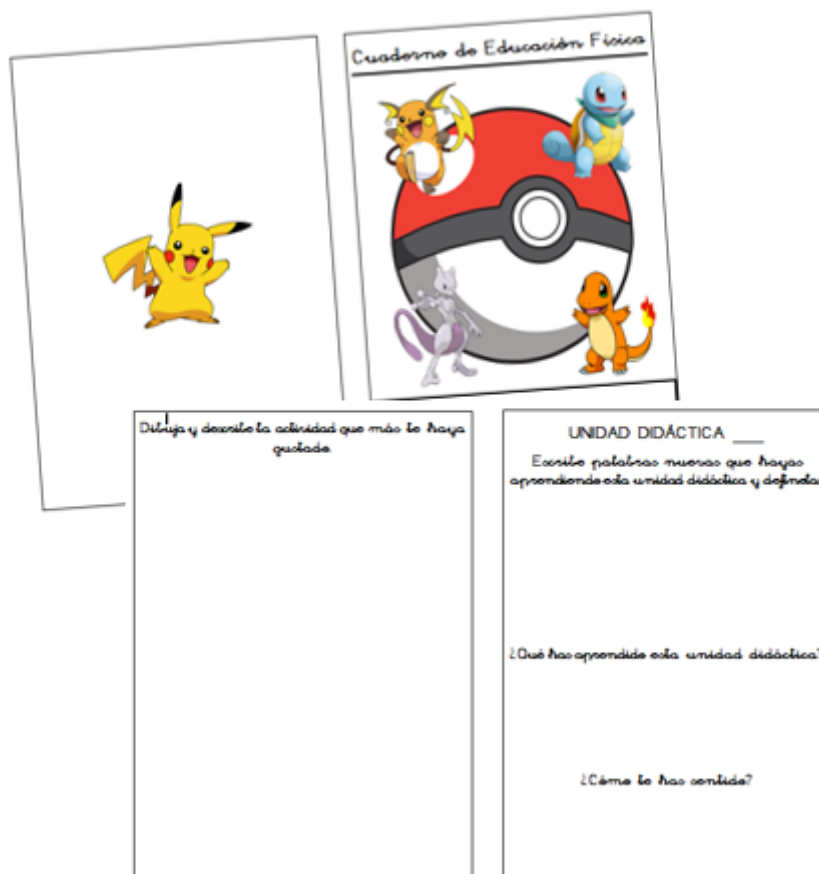 Cuaderno de Educación Física
Dibuja y describe la actividad que más te haya
gustado.
UNIDAD DIDÁCTICA ___
Escribe palabras nuevas que hayas
aprendiendo esta unidad didáctica y defínelas
¿Qué has aprendido esta unidad didáctica?
¿Cómo te has sentido?